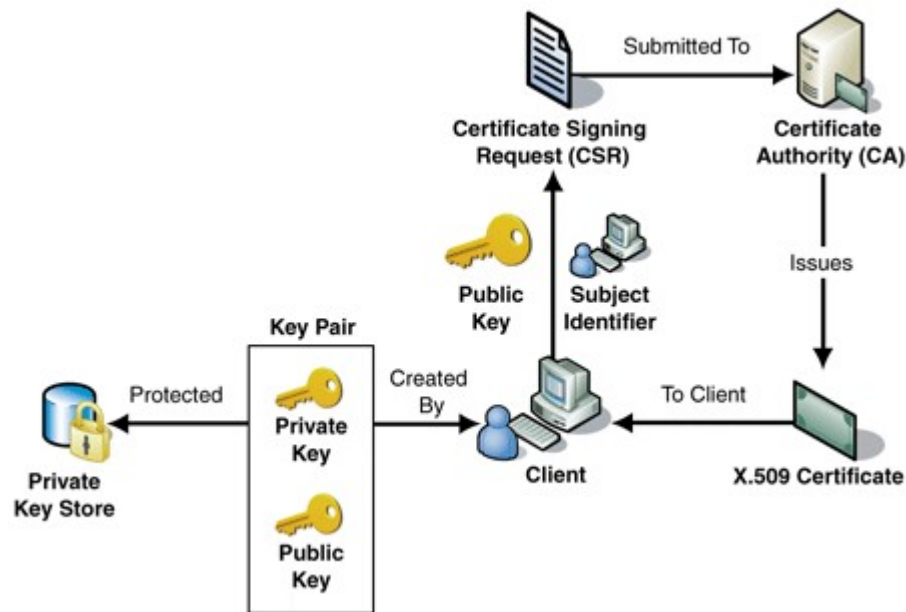 Submitted To
Certificate Signing
Request (CSR)
Certificate
Authority (CA)
Public
Key
Subject
Identifier
Issues
Key Pair
Protected
Private
Key
Created
By
To Client
Private
Key Store
Client
X.509 Certificate
Public
Key